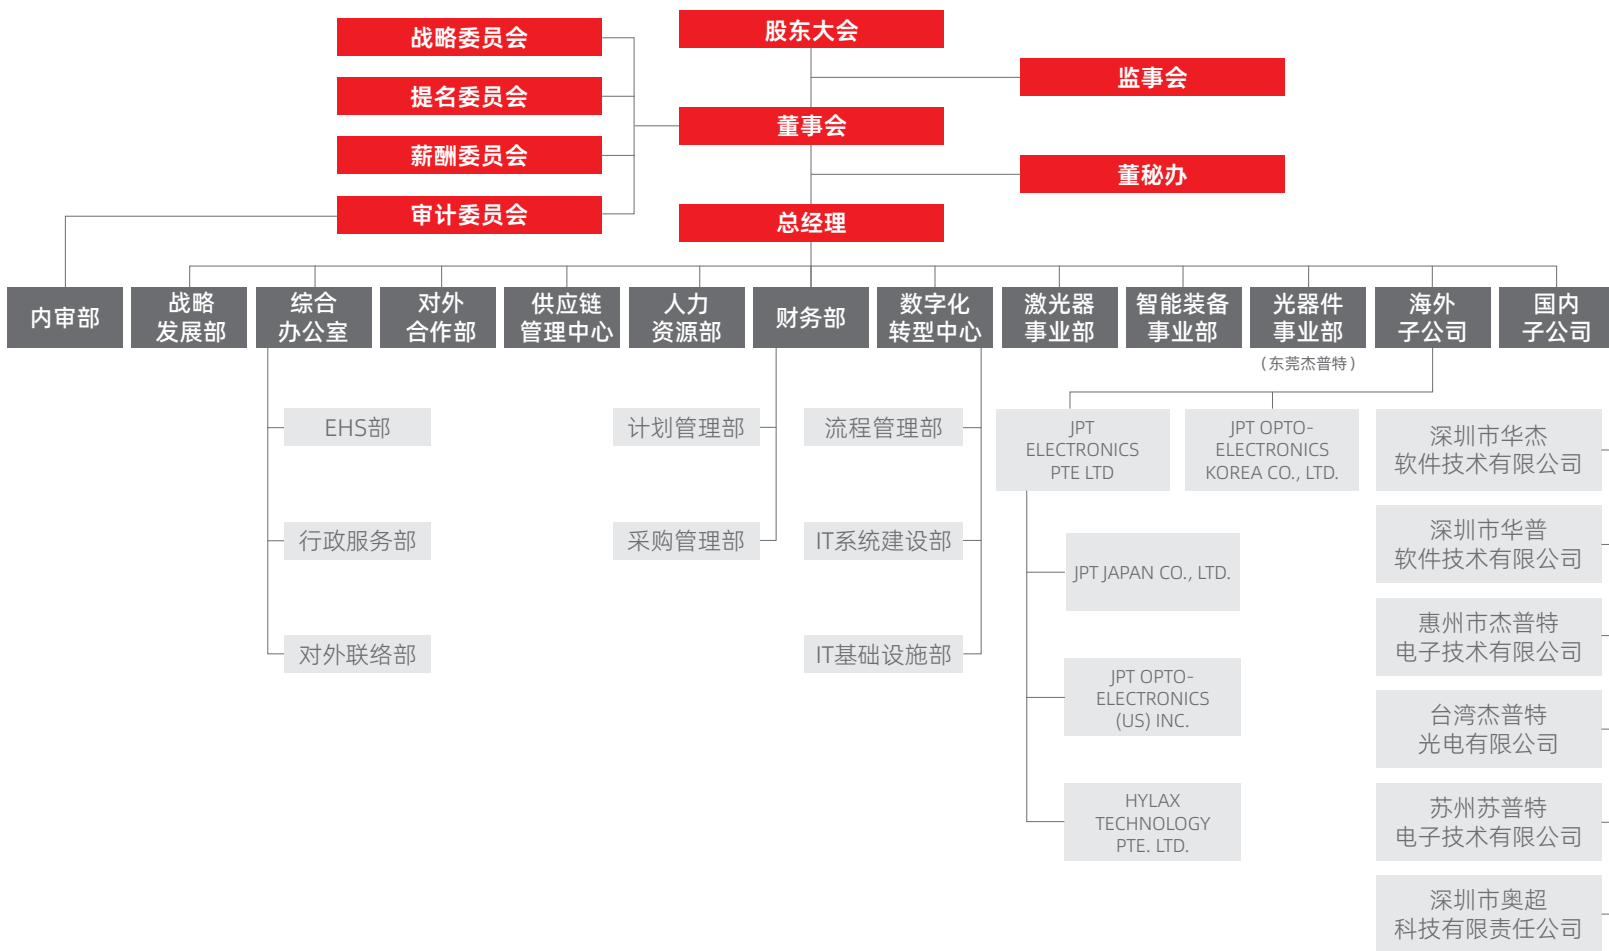 战略委员会
股东大会
监事会
提名委员会
董事会
薪酬委员会
董秘办
审计委员会
总经理
内审部
战略
发展部
综合
办公室
对外
合作部
供应链
管理中心
人力
资源部
财务部
数字化
转型中心
激光器
事业部
智能装备
事业部
光器件
事业部
(东莞杰普特)
海外
子公司
国内
子公司
EHS部
行政服务部
对外联络部
计划管理部
采购管理部
流程管理部
IT系统建设部
IT基础设施部
JPT
ELECTRONICS
PTE LTD
JPT OPTO-
ELECTRONICS
KOREA CO., LTD.
JPT JAPAN CO., LTD.
JPT OPTO-
ELECTRONICS
(US) INC.
HYLAX
TECHNOLOGY
PTE. LTD.
深圳市华杰
软件技术有限公司
深圳市华普
软件技术有限公司
惠州市杰普特
电子技术有限公司
台湾杰普特
光电有限公司
苏州苏普特
电子技术有限公司
深圳市奥超
科技有限责任公司